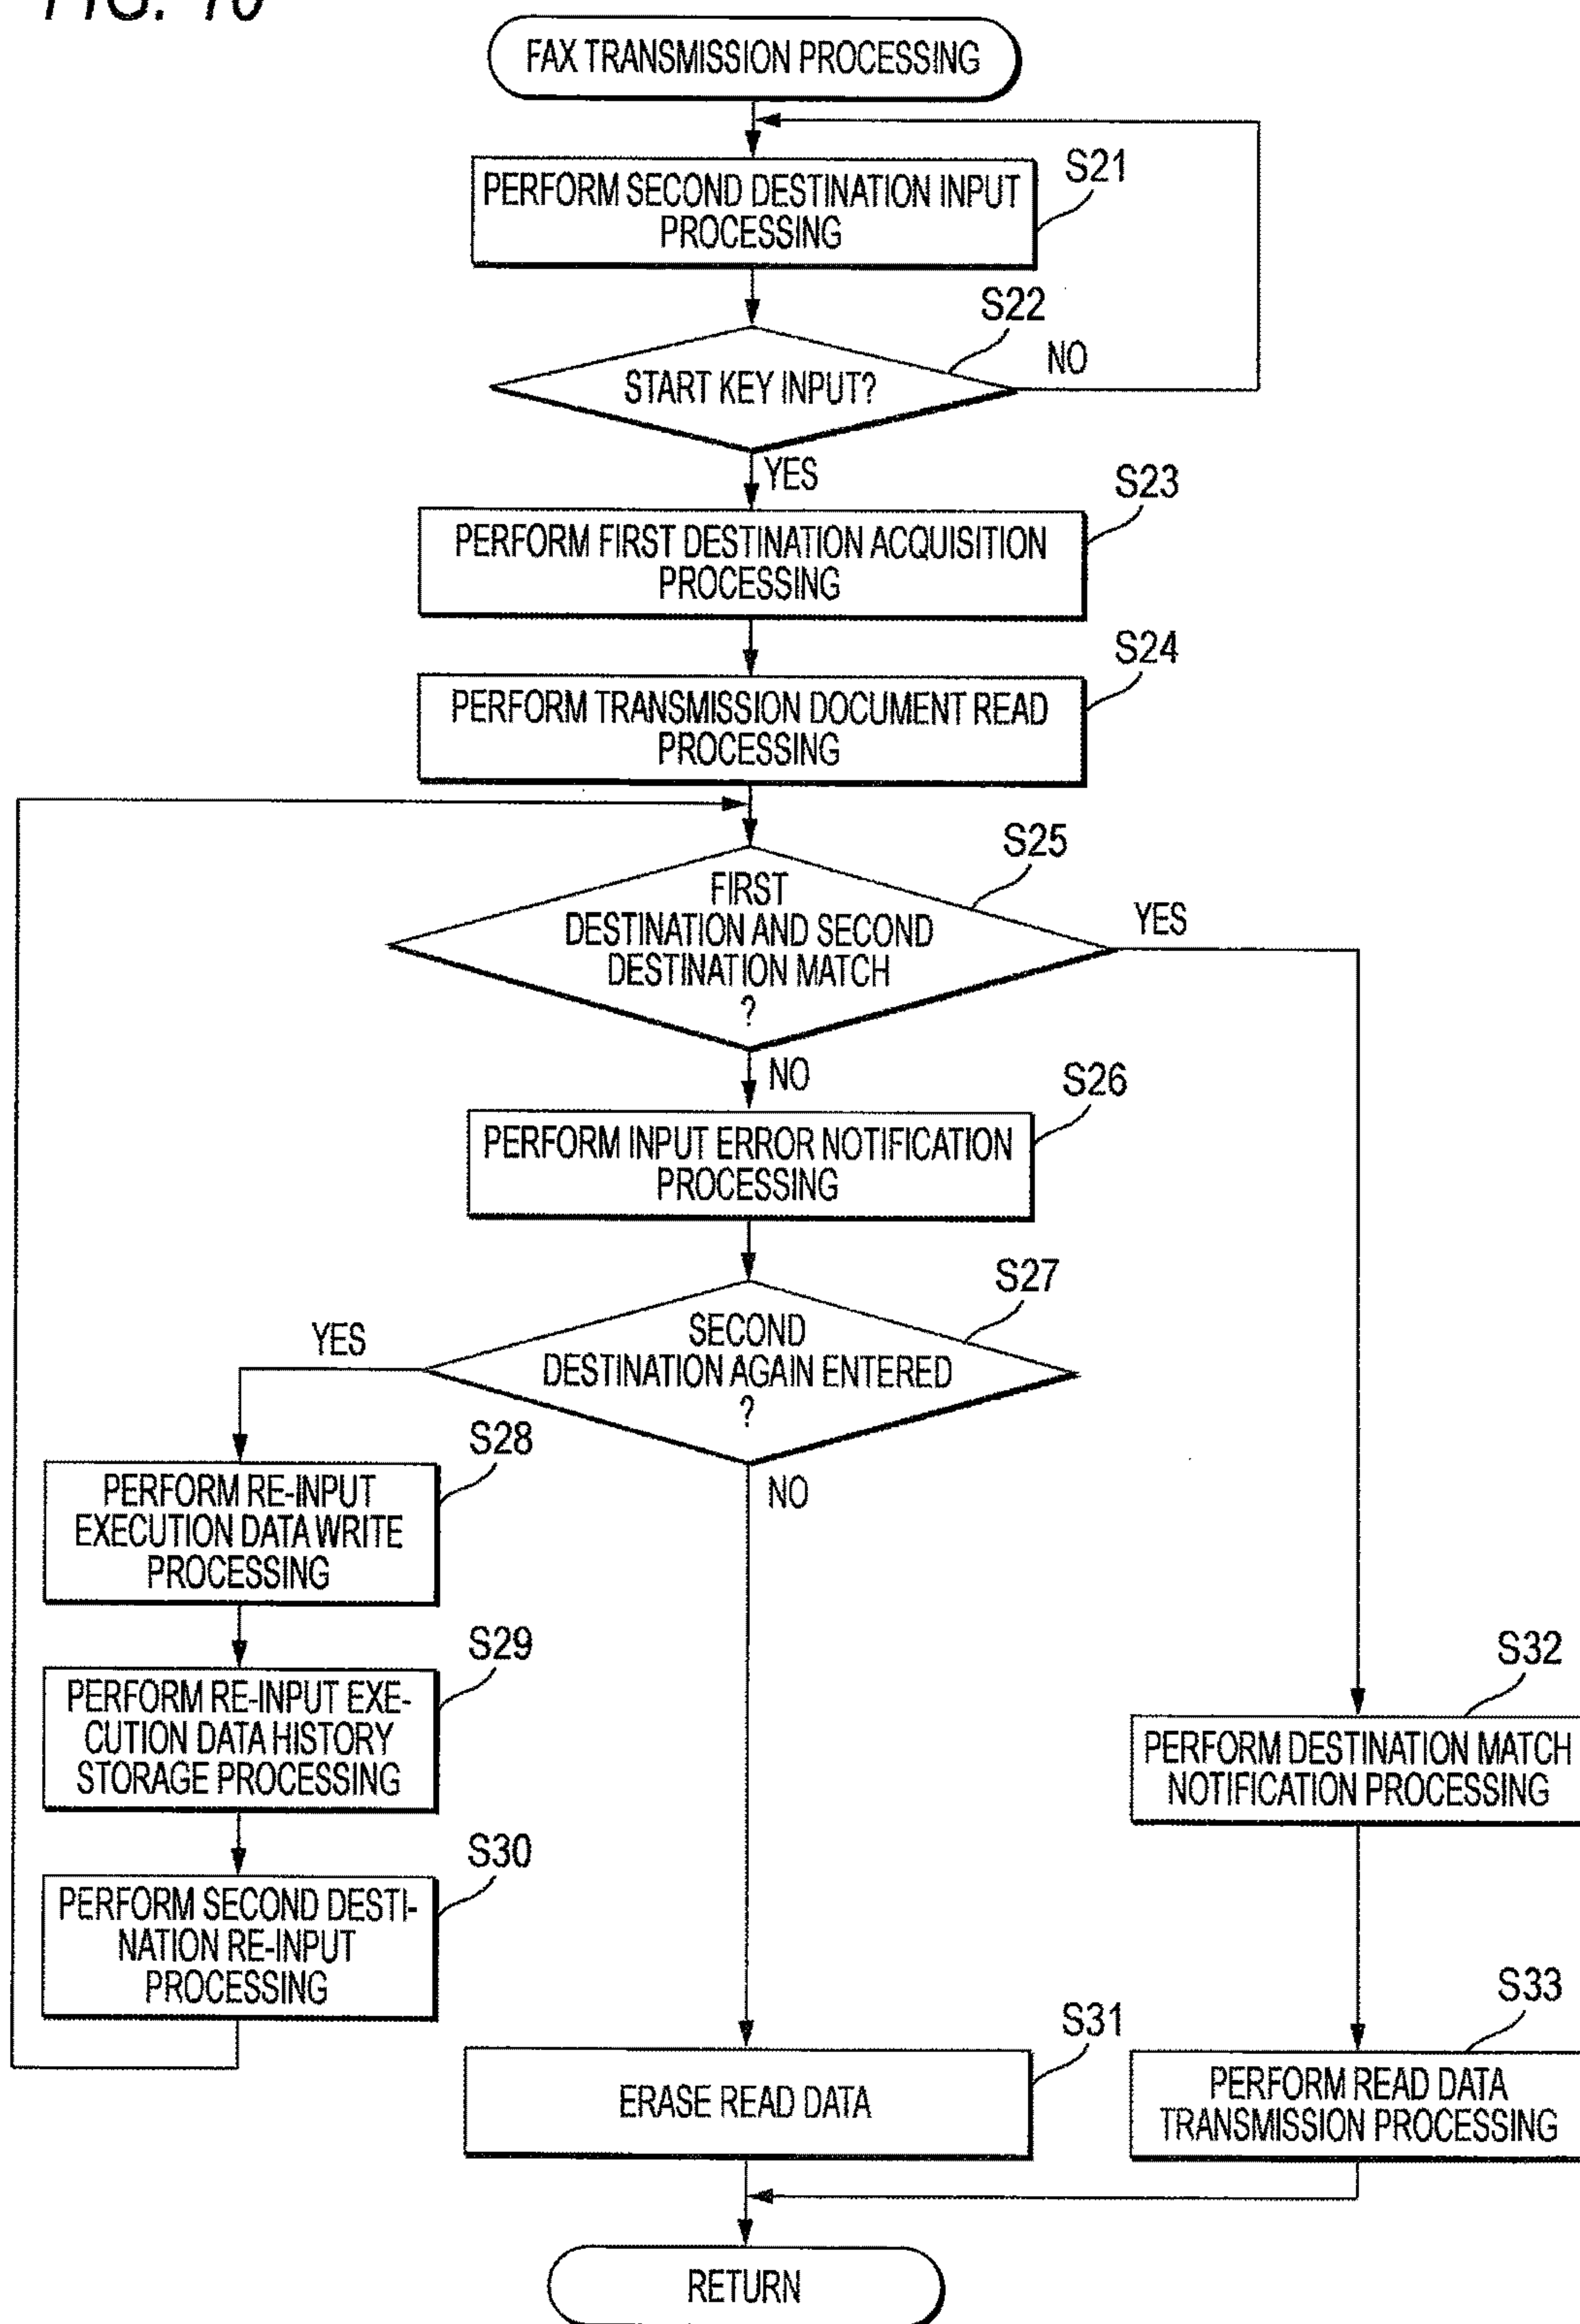 FIG. 10
FAX TRANSMISSION PROCESSING
S21
PERFORM SECOND DESTINATION INPUT
PROCESSING
S22
START KEY INPUT?
NO
YES
S23
PERFORM FIRST DESTINATION ACQUISITION
PROCESSING
S24
PERFORM TRANSMISSION DOCUMENT READ
PROCESSING
S25
FIRST
DESTINATION AND SECOND
DESTINATION MATCH
?
YES
NO
S26
PERFORM INPUT ERROR NOTIFICATION
PROCESSING
S27
SECOND
DESTINATION AGAIN ENTERED
?
YES
NO
S28
PERFORM RE-INPUT
EXECUTION DATA WRITE
PROCESSING
S29
PERFORM RE-INPUT EXE-
CUTION DATA HISTORY
STORAGE PROCESSING
S30
PERFORM SECOND DESTI-
NATION RE-INPUT
PROCESSING
S31
ERASE READ DATA
S32
PERFORM DESTINATION MATCH
NOTIFICATION PROCESSING
S33
PERFORM READ DATA
TRANSMISSION PROCESSING
RETURN